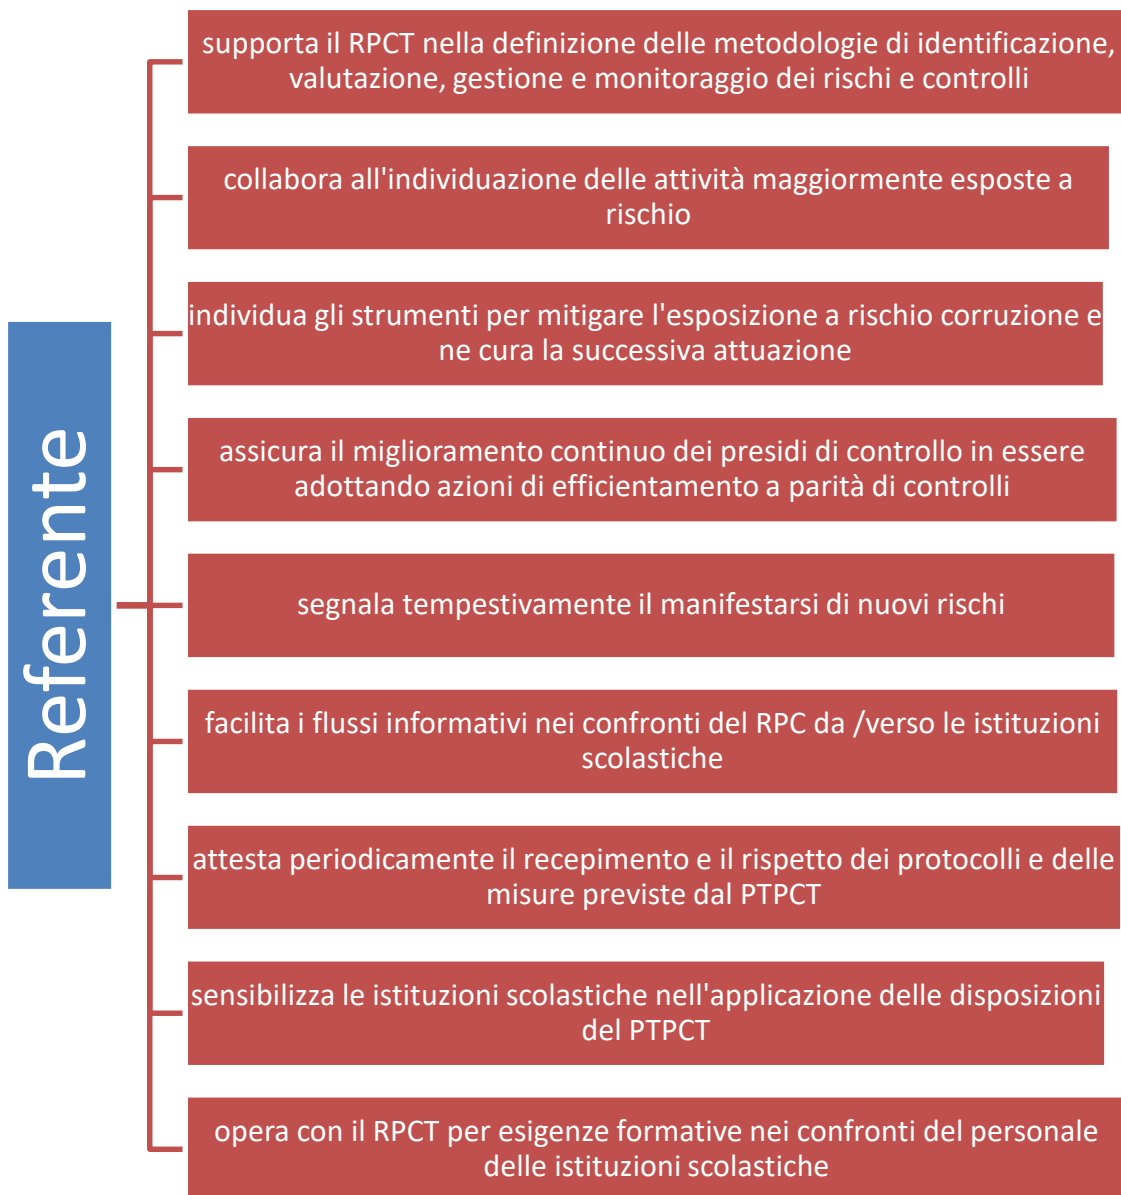 Referente
supporta il RPCT nella definizione delle metodologie di identificazione,
valutazione, gestione e monitoraggio dei rischi e controlli
collabora all'individuazione delle attività maggiormente esposte a
rischio
individua gli strumenti per mitigare l'esposizione a rischio corruzione e
ne cura la successiva attuazione
assicura il miglioramento continuo dei presidi di controllo in essere
adottando azioni di efficientamento a parità di controlli
segnala tempestivamente il manifestarsi di nuovi rischi
facilita i flussi informativi nei confronti del RPC da /verso le istituzioni
scolastiche
attesta periodicamente il recepimento e il rispetto dei protocolli e delle
misure previste dal PTPCT
sensibilizza le istituzioni scolastiche nell'applicazione delle disposizioni
del PTPCT
opera con il RPCT per esigenze formative nei confronti del personale
delle istituzioni scolastiche